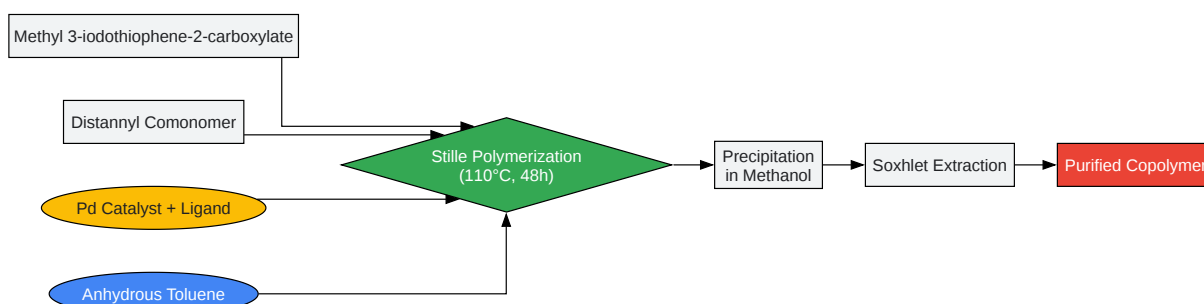 Methyl 3-iodothiophene-2-carboxylate
Distannyl Comonomer
Pd Catalyst + Ligand
Anhydrous Toluene
Stille Polymerization
(110°C, 48h)
Precipitation
in Methanol
Soxhlet Extraction
Purified Copolymer